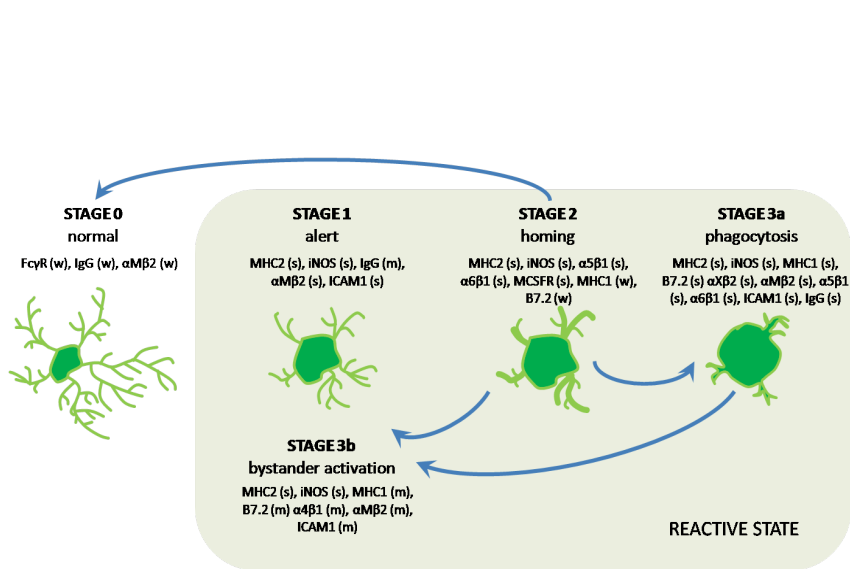 STAGE 0
normal
FcγR (w), IgG (w), αMβ2 (w)
STAGE 1
alert
MHC2 (s), iNOS (s), IgG (m),
αMβ2 (s), ICAM1 (s)
STAGE 2
homing
MHC2 (s), iNOS (s), α5β1 (s),
α6β1 (s), MCSFR (s), MHC1 (w),
B7.2 (w)
STAGE 3a
phagocytosis
MHC2 (s), iNOS (s), MHC1 (s),
B7.2 (s) αXβ2 (s), αMβ2 (s), α5β1
(s), α6β1 (s), ICAM1 (s), IgG (s)
STAGE 3b
bystander activation
MHC2 (s), iNOS (s), MHC1 (m),
B7.2 (m) α4β1 (m), αMβ2 (m),
ICAM1 (m)
REACTIVE STATE